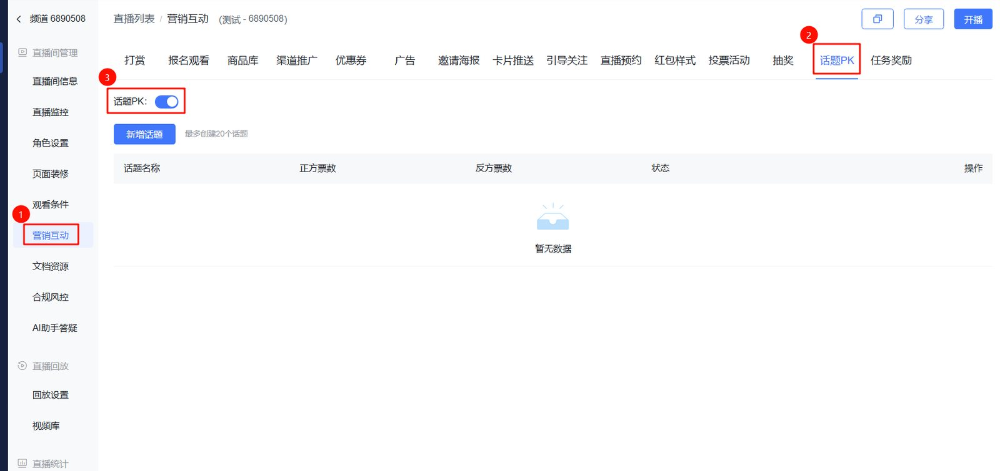 频道 6890508
直播列表 / 营销互动 (测试 - 6890508)
分享
开播
直播间管理
直播间信息
直播监控
角色设置
页面装修
观看条件
1
营销互动
文档资源
合规风控
AI助手答疑
直播回放
回放设置
视频库
直播统计
2
打赏 报名观看 商品库 渠道推广 优惠券 广告 邀请海报 卡片推送 引导关注 直播预约 红包样式 投票活动 抽奖 话题PK 任务奖励
3
话题PK:
新增话题 最多创建20个话题
话题名称 正方票数 反方票数 状态 操作
暂无数据